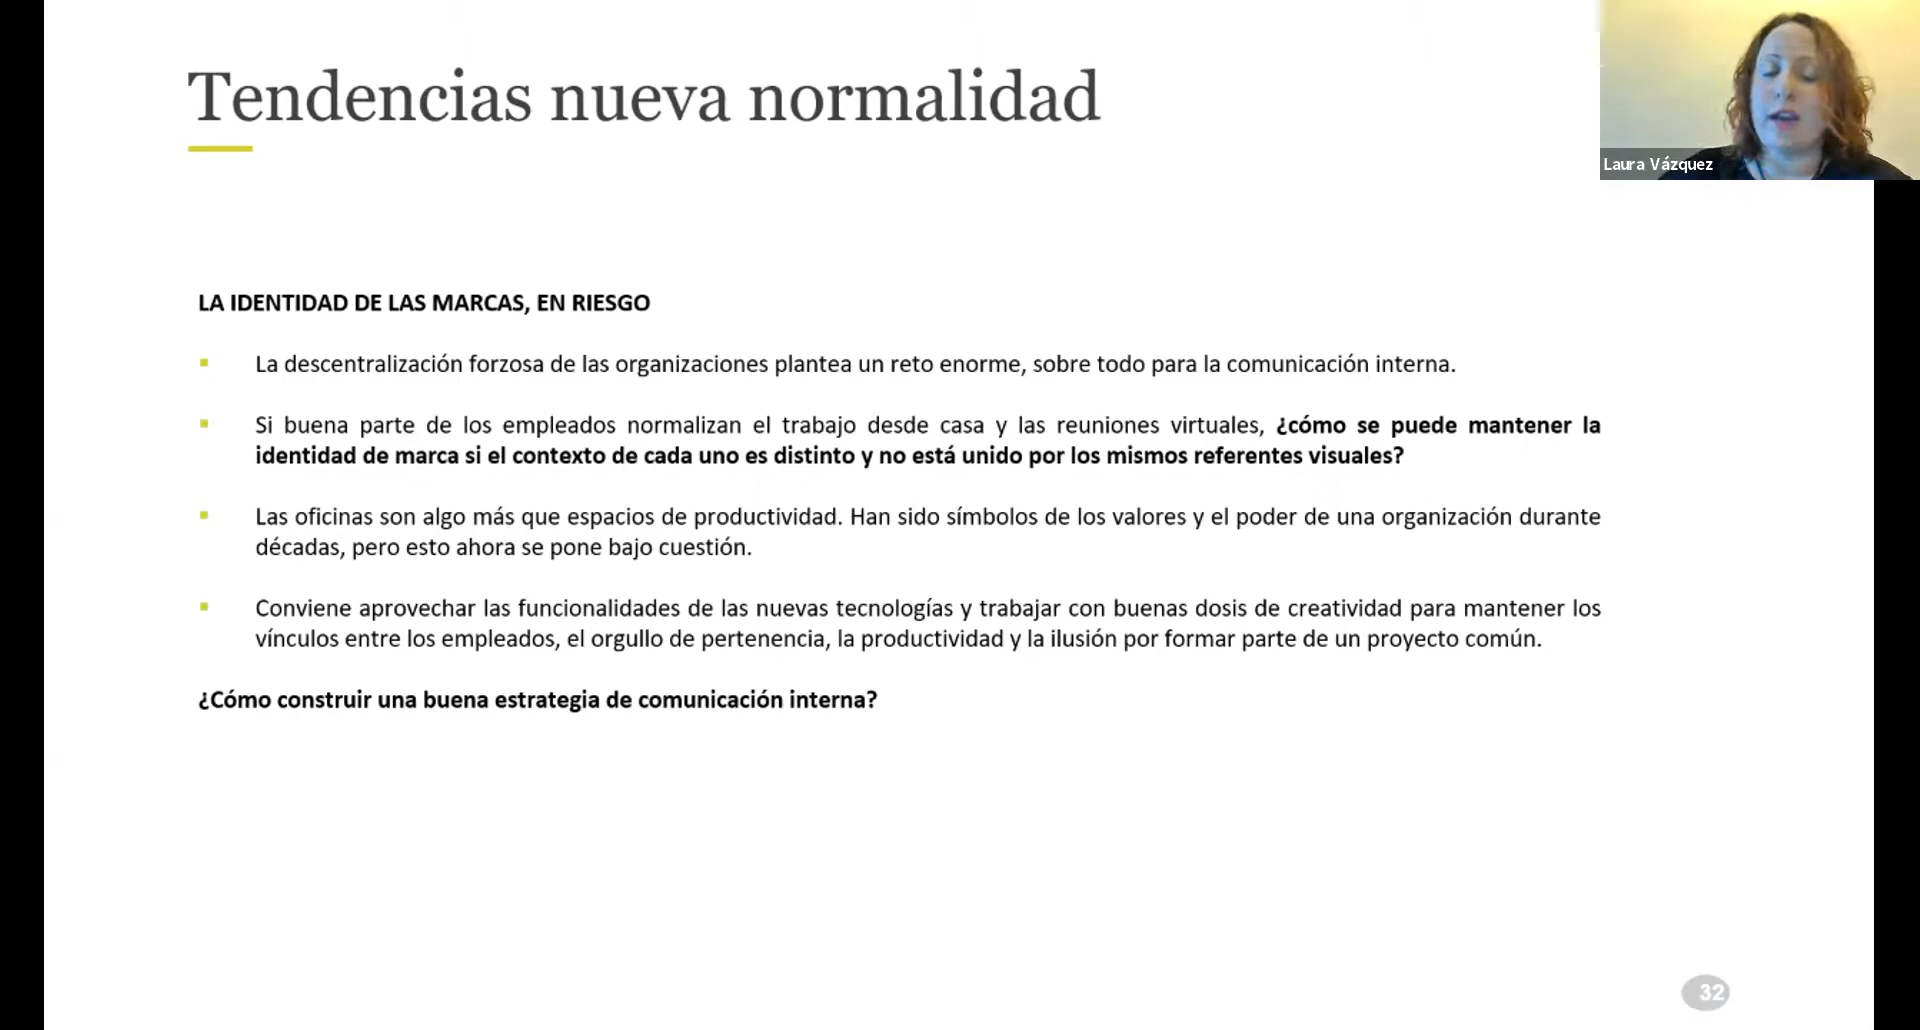 Tendencias nueva normalidad
Laura Vázquez
LA IDENTIDAD DE LAS MARCAS, EN RIESGO
La descentralización forzosa de las organizaciones plantea un reto enorme, sobre todo para la comunicación interna.
Si buena parte de los empleados normalizan el trabajo desde casa y las reuniones virtuales, ¿cómo se puede mantener la
identidad de marca si el contexto de cada uno es distinto y no está unido por los mismos referentes visuales?
Las oficinas son algo más que espacios de productividad. Han sido símbolos de los valores y el poder de una organización durante
décadas, pero esto ahora se pone bajo cuestión.
Conviene aprovechar las funcionalidades de las nuevas tecnologías y trabajar con buenas dosis de creatividad para mantener los
vínculos entre los empleados, el orgullo de pertenencia, la productividad y la ilusión por formar parte de un proyecto común.
¿Cómo construir una buena estrategia de comunicación interna?
32